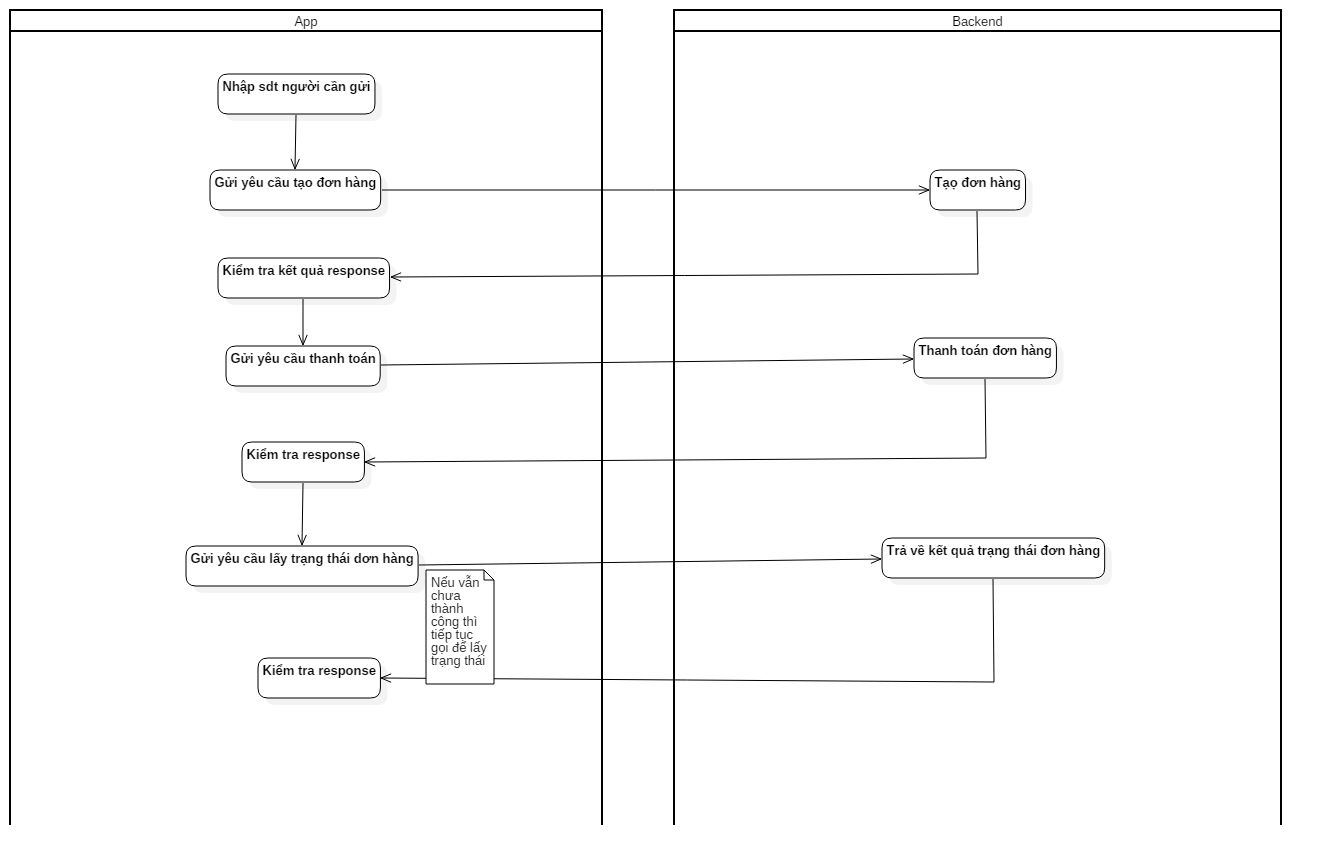 App
Backend
Nhập sdt người cần gửi
Gửi yêu cầu tạo đơn hàng
Tạọ đơn hàng
Kiểm tra kết quả response
Gửi yêu cầu thanh toán
Thanh toán đơn hàng
Kiểm tra response
Gửi yêu cầu lấy trạng thái dơn hàng
Trả về kết quả trạng thái đơn hàng
Nếu vẫn
chưa
thành
công thì
tiếp tục
gọi để lấy
trạng thái
Kiểm tra response